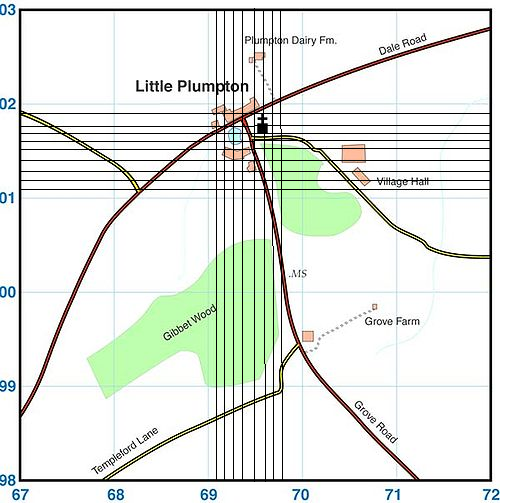 03
Plumpton Dairy Fm.
Dale Road
Little Plumpton
02
Village Hall
01
.MS
00
Gibbet Wood
Grove Farm
99
Grove Road
Templeford Lane
98
67 68 69 70 71 72